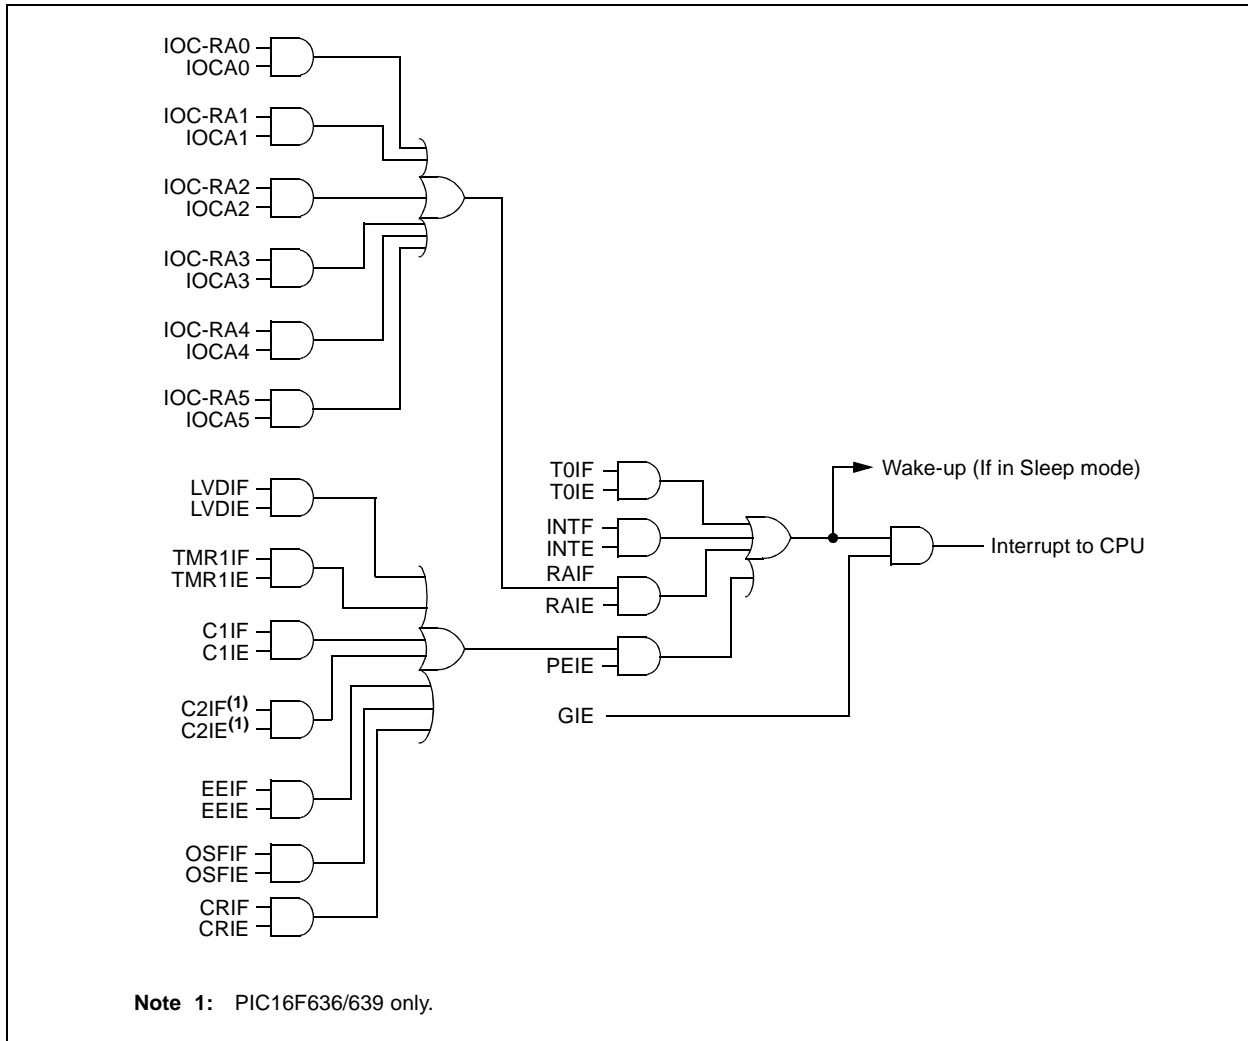 IOC-RA0
IOCA0
IOC-RA1
IOCA1
IOC-RA2
IOCA2
IOC-RA3
IOCA3
IOC-RA4
IOCA4
IOC-RA5
IOCA5
LVDIF
LVDIE
TMR1IF
TMR1IE
C1IF
C1IE
C2IF(1)
C2IE(1)
EEIF
EEIE
OSFIF
OSFIE
CRIF
CRIE
T0IF
T0IE
INTF
INTE
RAIF
RAIE
PEIE
GIE
Wake-up (If in Sleep mode)
Interrupt to CPU
Note 1: PIC16F636/639 only.